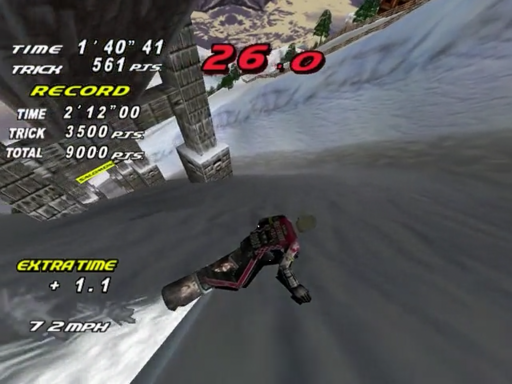 TIME 1'40"41
TRICK 561 PTS
26.0
RECORD
TIME 2'12"00
TRICK 3500 PTS
TOTAL 9000 PTS
EXTRA TIME
+ 1.1
72 MPH